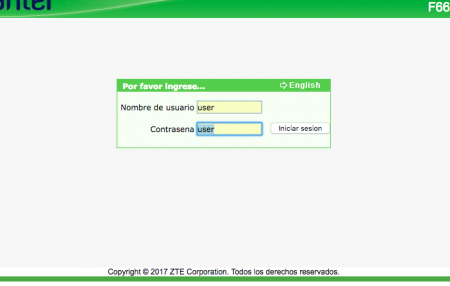 F66
Por favor ingrese...
English
Nombre de usuario user
Contrasena user Iniciar sesion
Copyright © 2017 ZTE Corporation. Todos los derechos reservados.